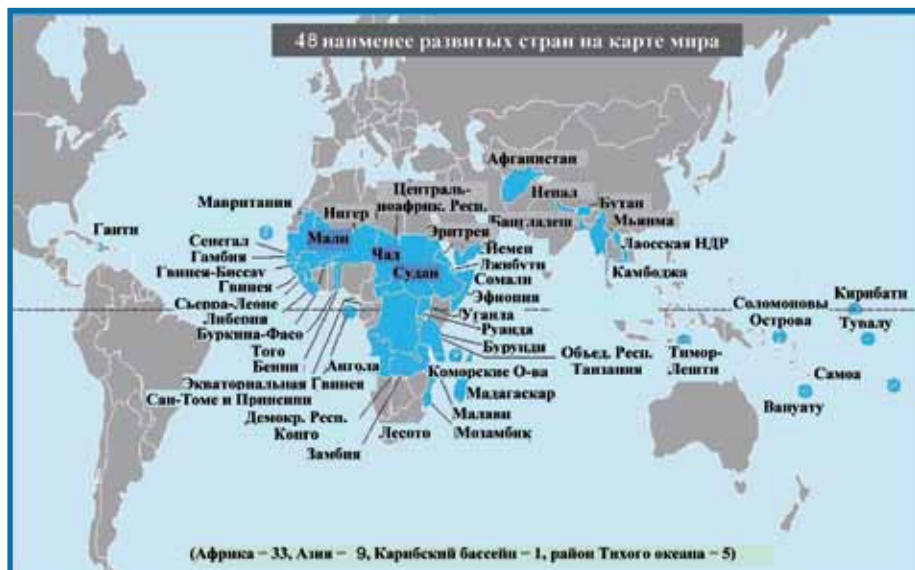 48 наименее развитых стран на карте мира
Афганистан
Непал
Бутан
Бангладеш
Мьянма
Лаосская НДР
Камбоджа
Централь-
ноафрик. Респ.
Мавритания
Нигер
Эритрея
Гаити
Мали
Чад
Йемен
Сенегал
Джибути
Гамбия
Судан
Сомали
Гвинея-Биссау
Эфиопия
Гвинея
Уганда
Сьерра-Леоне
Руанда
Либерия
Бурунди
Буркина-Фасо
Того
Объед. Респ.
Танзания
Бенин
Ангола
Коморские О-ва
Экваториальная Гвинея
Мадагаскар
Сан-Томе и Принсипи
Малави
Демокр. Респ.
Конго
Лесото
Мозамбик
Замбия
Соломоновы
Острова
Кирибати
Тувалу
Тимор-
Лешти
Самоа
Вануату
(Африка – 33, Азия – 9, Карибский бассейн – 1, район Тихого океана – 5)